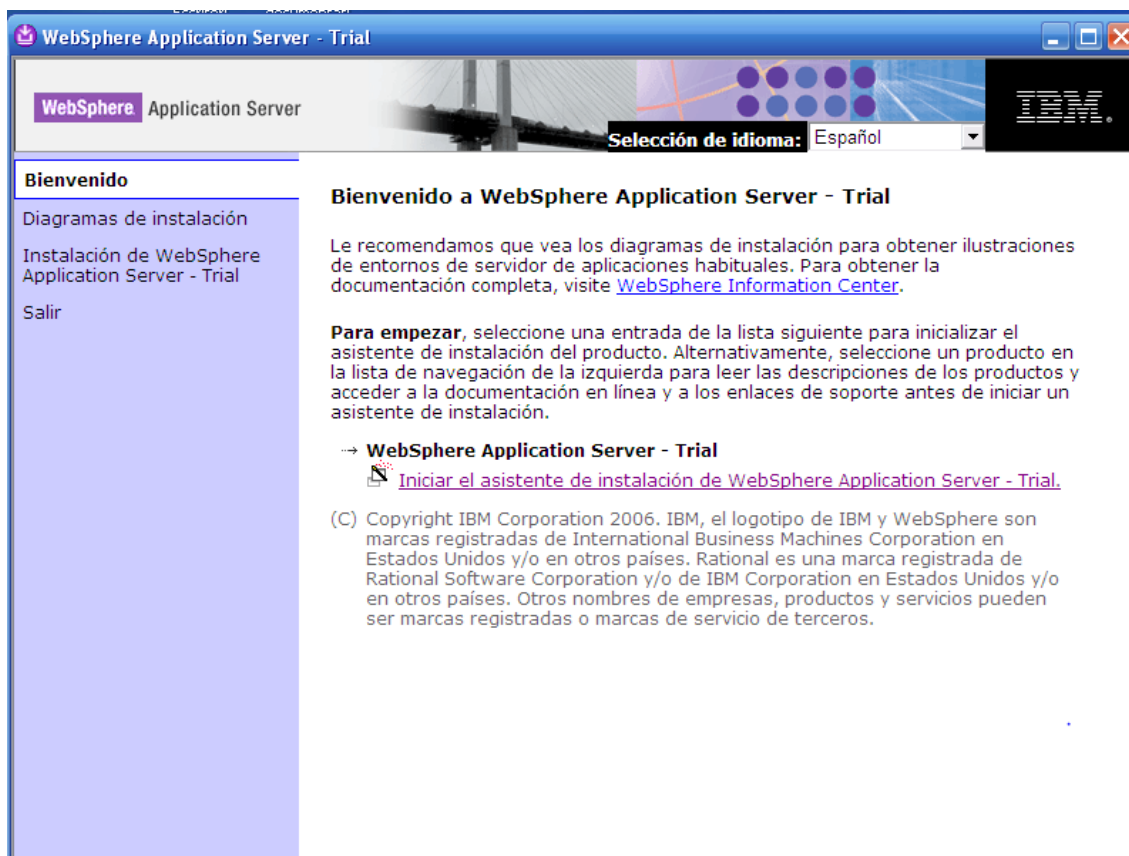 WebSphere Application Server - Trial
WebSphere. Application Server
IBM.
Selección de idioma: Español
Bienvenido
Diagramas de instalación
Instalación de WebSphere
Application Server - Trial
Salir
Bienvenido a WebSphere Application Server - Trial
Le recomendamos que vea los diagramas de instalación para obtener ilustraciones
de entornos de servidor de aplicaciones habituales. Para obtener la
documentación completa, visite WebSphere Information Center.
Para empezar, seleccione una entrada de la lista siguiente para inicializar el
asistente de instalación del producto. Alternativamente, seleccione un producto en
la lista de navegación de la izquierda para leer las descripciones de los productos y
acceder a la documentación en línea y a los enlaces de soporte antes de iniciar un
asistente de instalación.
WebSphere Application Server - Trial
Iniciar el asistente de instalación de WebSphere Application Server - Trial.
(C) Copyright IBM Corporation 2006. IBM, el logotipo de IBM y WebSphere son
marcas registradas de International Business Machines Corporation en
Estados Unidos y/o en otros países. Rational es una marca registrada de
Rational Software Corporation y/o de IBM Corporation en Estados Unidos y/o
en otros países. Otros nombres de empresas, productos y servicios pueden
ser marcas registradas o marcas de servicio de terceros.